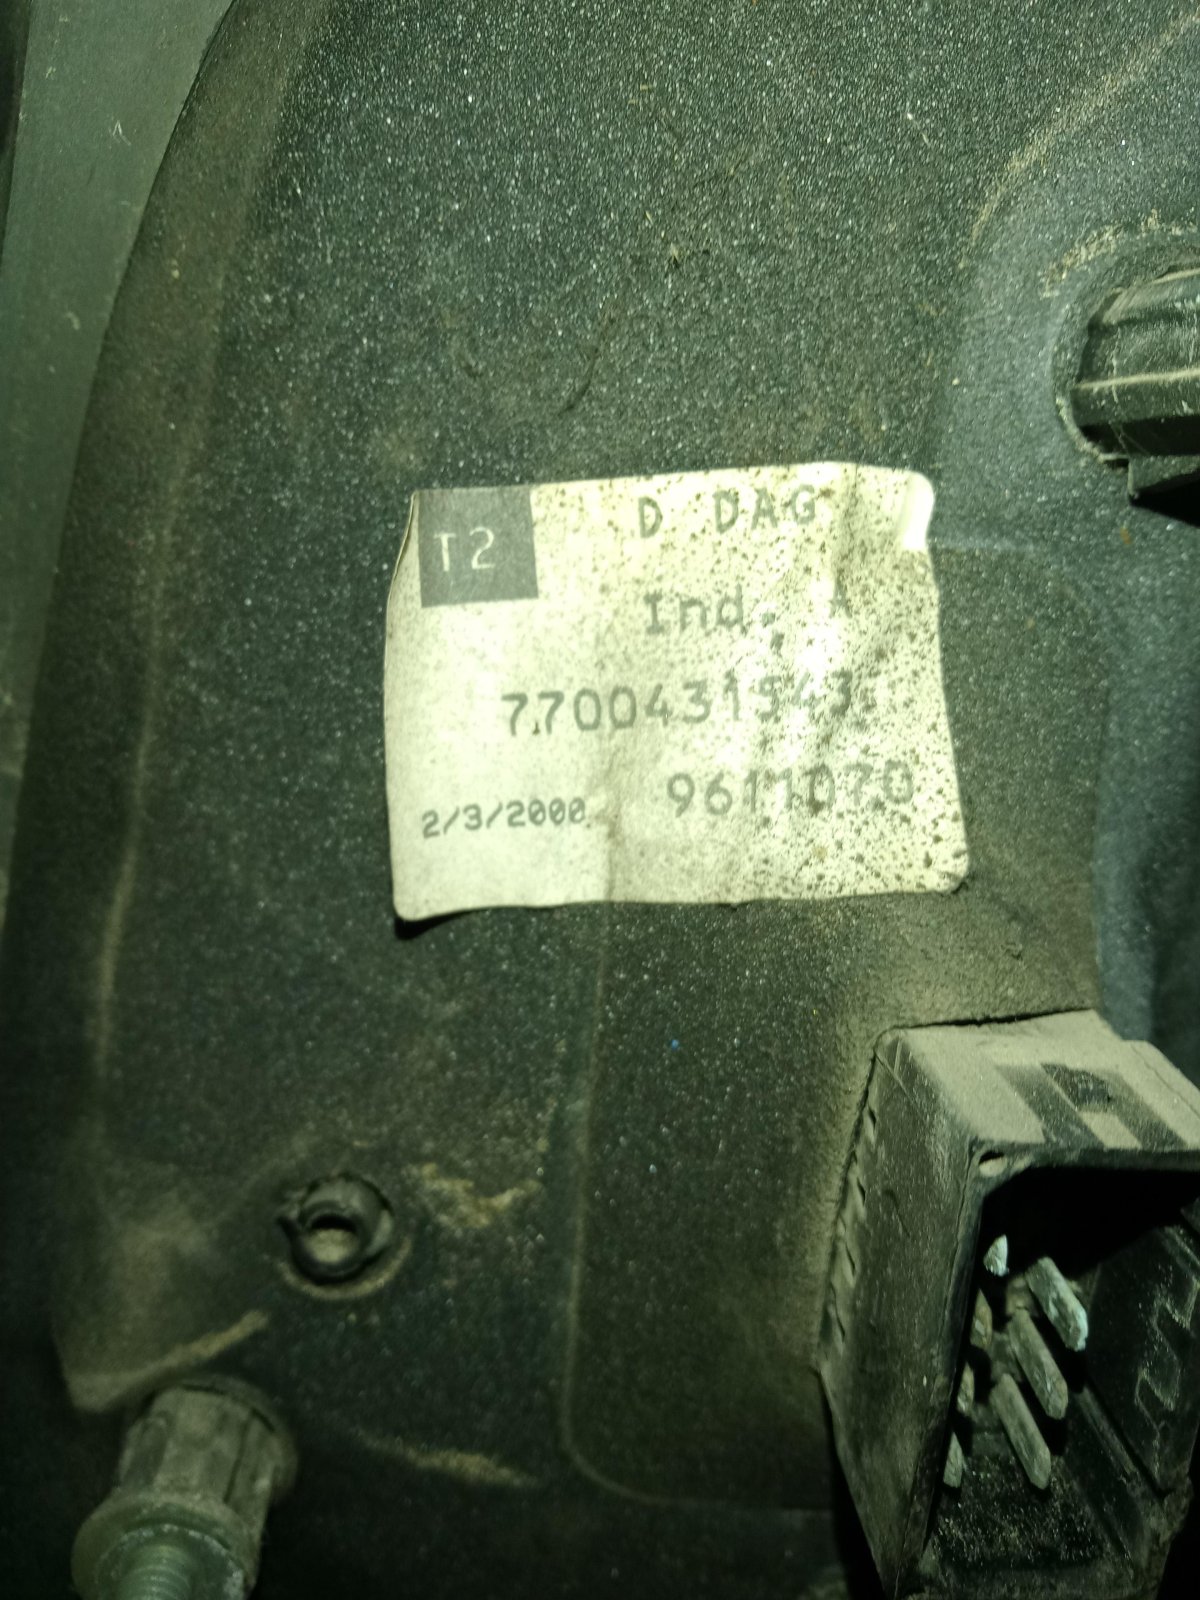 T2
D DAG
Ind. A
7700431543
2/3/2000
9611070